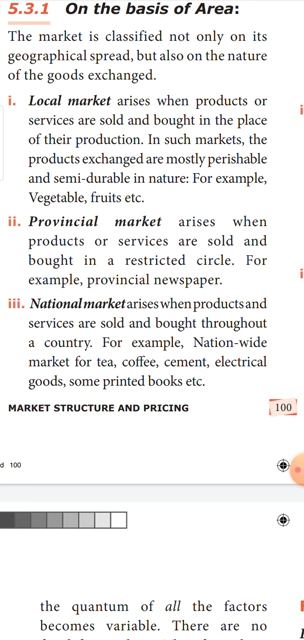 5.3.1 On the basis of Area:
The market is classified not only on its
geographical spread, but also on the nature
of the goods exchanged.
i. Local market arises when products or
services are sold and bought in the place
of their production. In such markets, the
products exchanged are mostly perishable
and semi-durable in nature: For example,
Vegetable, fruits etc.
ii. Provincial market arises when
products or services are sold and
bought in a restricted circle. For
example, provincial newspaper.
iii. National market arises when products and
services are sold and bought throughout
a country. For example, Nation-wide
market for tea, coffee, cement, electrical
goods, some printed books etc.
MARKET STRUCTURE AND PRICING 100
d 100
the quantum of all the factors
becomes variable. There are no